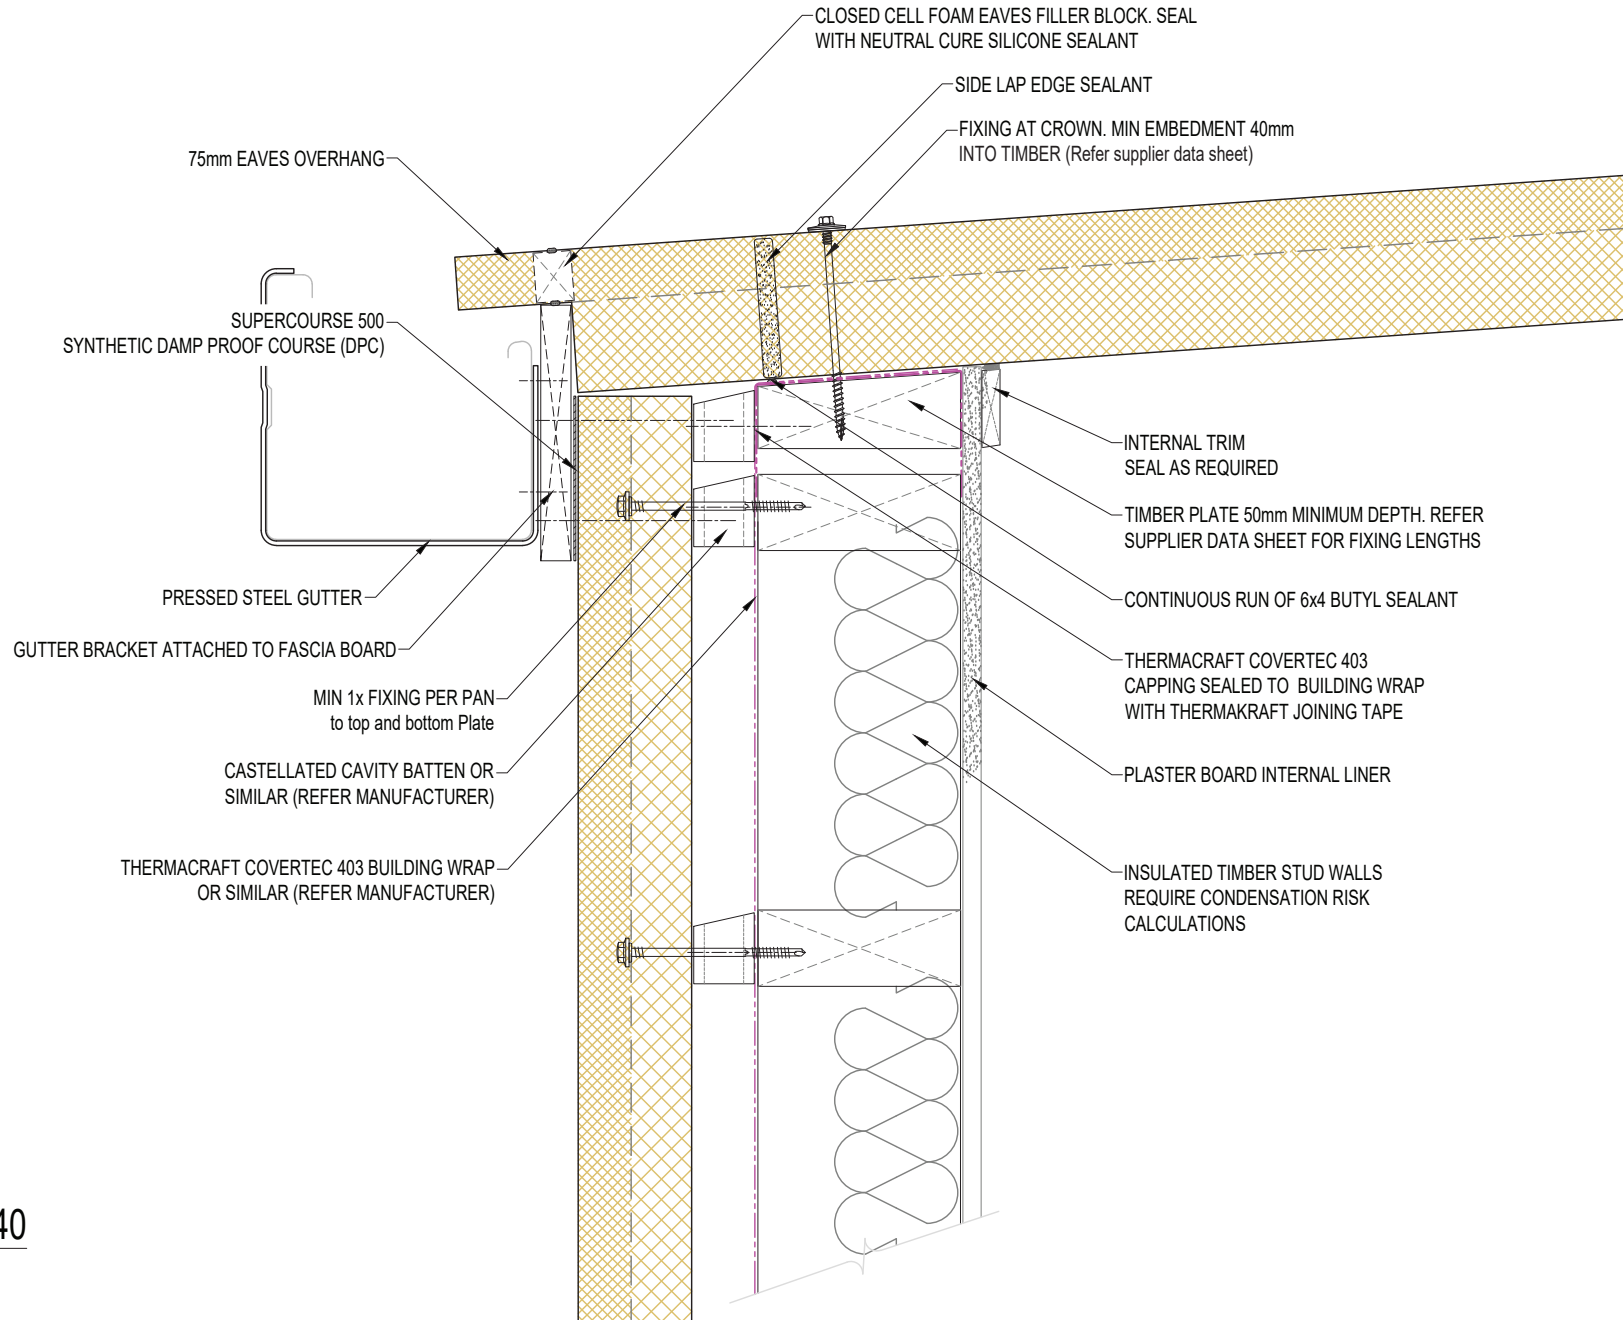 CLOSED CELL FOAM EAVES FILLER BLOCK. SEAL
WITH NEUTRAL CURE SILICONE SEALANT
SIDE LAP EDGE SEALANT
FIXING AT CROWN. MIN EMBEDMENT 40mm
INTO TIMBER (Refer supplier data sheet)
75mm EAVES OVERHANG
SUPERCOURSE 500
SYNTHETIC DAMP PROOF COURSE (DPC)
PRESSED STEEL GUTTER
GUTTER BRACKET ATTACHED TO FASCIA BOARD
MIN 1x FIXING PER PAN
to top and bottom Plate
CASTELLATED CAVITY BATTEN OR
SIMILAR (REFER MANUFACTURER)
THERMACRAFT COVERTEC 403 BUILDING WRAP
OR SIMILAR (REFER MANUFACTURER)
INTERNAL TRIM
SEAL AS REQUIRED
TIMBER PLATE 50mm MINIMUM DEPTH. REFER
SUPPLIER DATA SHEET FOR FIXING LENGTHS
CONTINUOUS RUN OF 6x4 BUTYL SEALANT
THERMACRAFT COVERTEC 403
CAPPING SEALED TO BUILDING WRAP
WITH THERMAKRAFT JOINING TAPE
PLASTER BOARD INTERNAL LINER
INSULATED TIMBER STUD WALLS
REQUIRE CONDENSATION RISK
CALCULATIONS
40